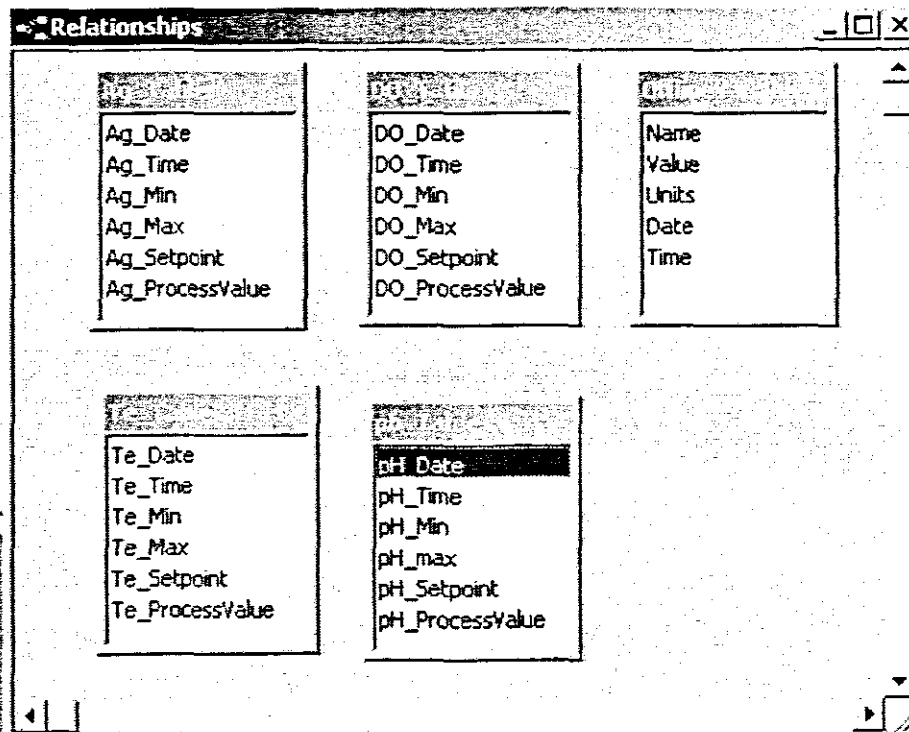 Relationships
Ag_Date
Ag_Time
Ag_Min
Ag_Max
Ag_Setpoint
Ag_ProcessValue
DO_Date
DO_Time
DO_Min
DO_Max
DO_Setpoint
DO_ProcessValue
Name
Value
Units
Date
Time
Te_Date
Te_Time
Te_Min
Te_Max
Te_Setpoint
Te_ProcessValue
pH_Date
pH_Time
pH_Min
pH_max
pH_Setpoint
pH_ProcessValue